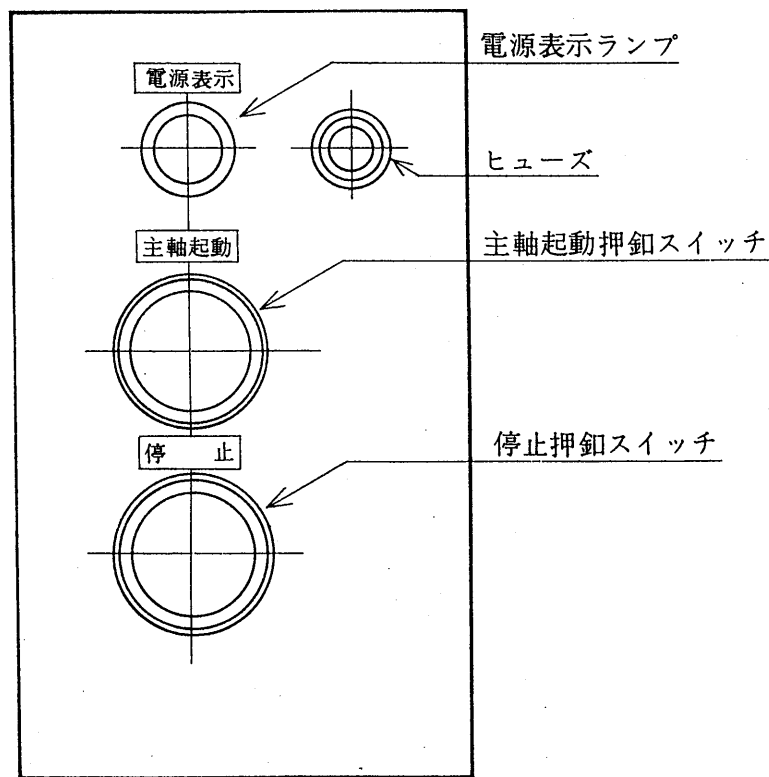 電源表示ランプ
電源表示
ヒューズ
主軸起動押釦スイッチ
主軸起動
停止押釦スイッチ
停 止